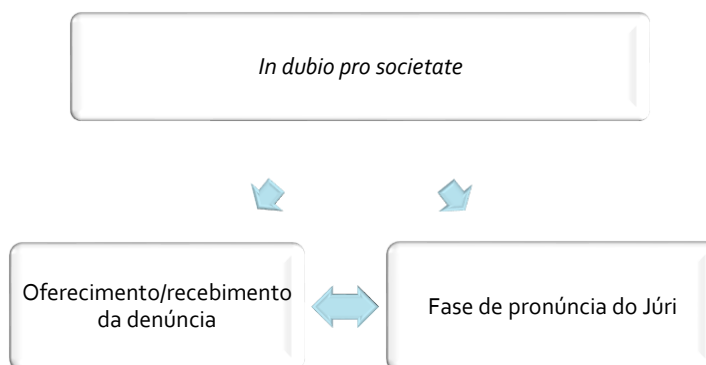 In dubio pro societate
Oferecimento/recebimento
da denúncia
Fase de pronúncia do Júri